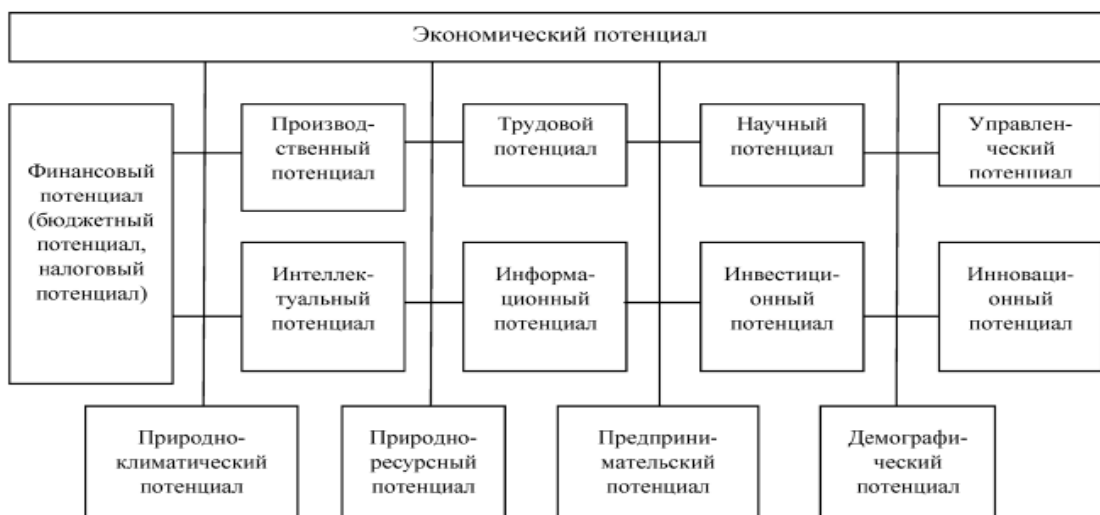 Экономический потенциал
Финансовый
потенциал
(бюджетный
потенциал,
налоговый
потенциал)
Производ-
ственный
потенциал
Трудовой
потенциал
Научный
потенциал
Управлен-
ческий
потенциал
Интеллек-
туальный
потенциал
Информа-
ционный
потенциал
Инвестици-
онный
потенциал
Инноваци-
онный
потенциал
Природно-
климатический
потенциал
Природно-
ресурсный
потенциал
Предприни-
мательский
потенциал
Демографи-
ческий
потенциал